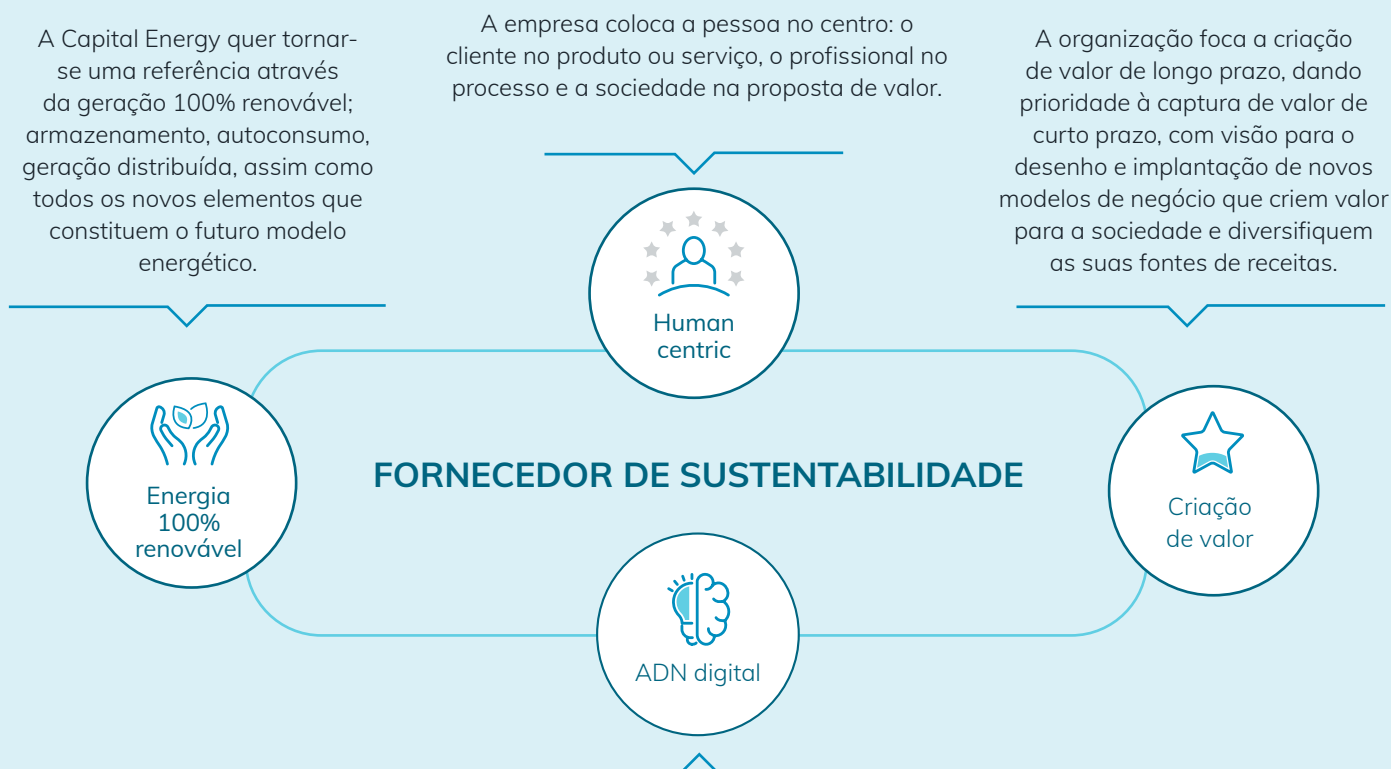 A Capital Energy quer tornar-
se uma referência através
da geração 100% renovável;
armazenamento, autoconsumo,
geração distribuída, assim como
todos os novos elementos que
constituem o futuro modelo
energético.
A empresa coloca a pessoa no centro: o
cliente no produto ou serviço, o profissional no
processo e a sociedade na proposta de valor.
A organização foca a criação
de valor de longo prazo, dando
prioridade à captura de valor de
curto prazo, com visão para o
desenho e implantação de novos
modelos de negócio que criem valor
para a sociedade e diversifiquem
as suas fontes de receitas.
Human
centric
Energia
100%
renovável
FORNECEDOR DE SUSTENTABILIDADE
Criação
de valor
ADN digital